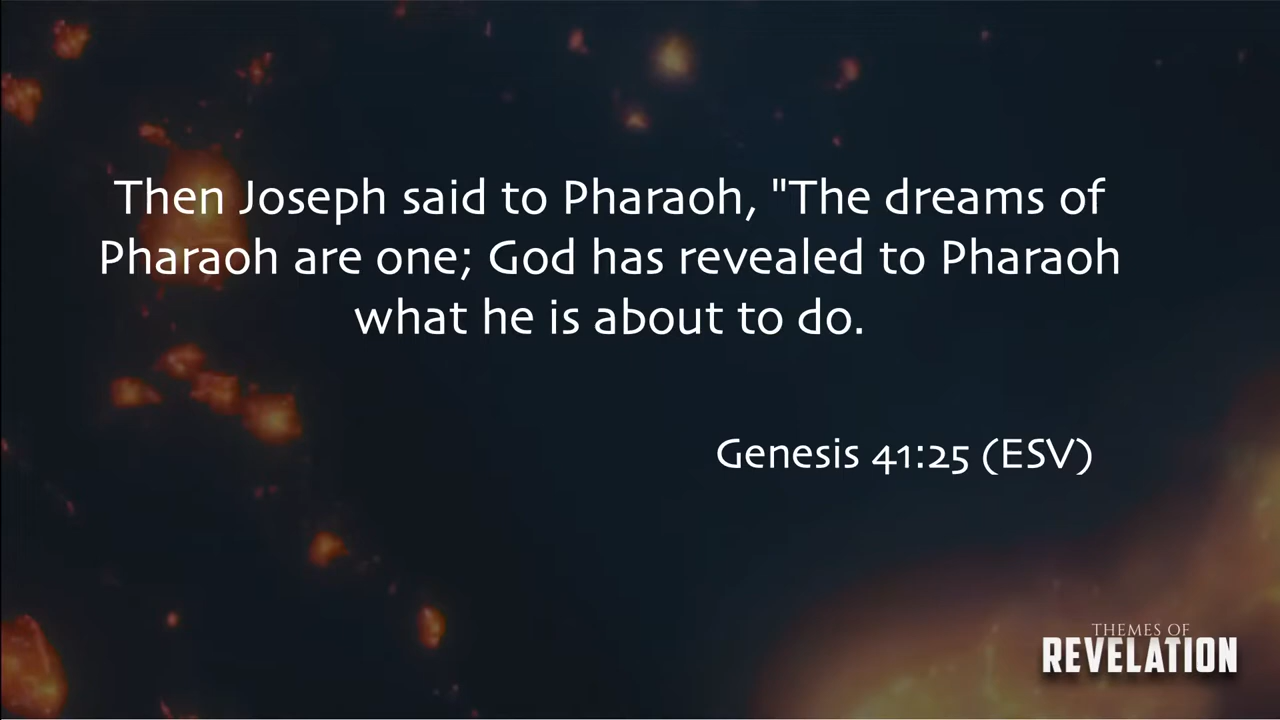 Then Joseph said to Pharaoh, "The dreams of
Pharaoh are one; God has revealed to Pharaoh
what he is about to do.
Genesis 41:25 (ESV)
THEMES OF
REVELATION